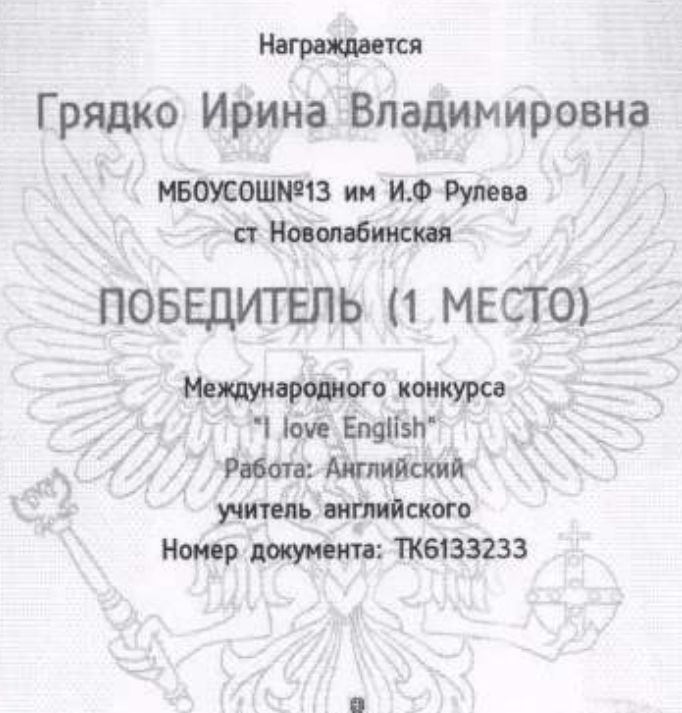 Награждается
Грядко Ирина Владимировна
МБОУСОШ№13 им И.Ф Рулева
ст Новолабинская
ПОБЕДИТЕЛЬ (1 МЕСТО)
Международного конкурса
"I love English"
Работа: Английский
учитель английского
Номер документа: ТК6133233